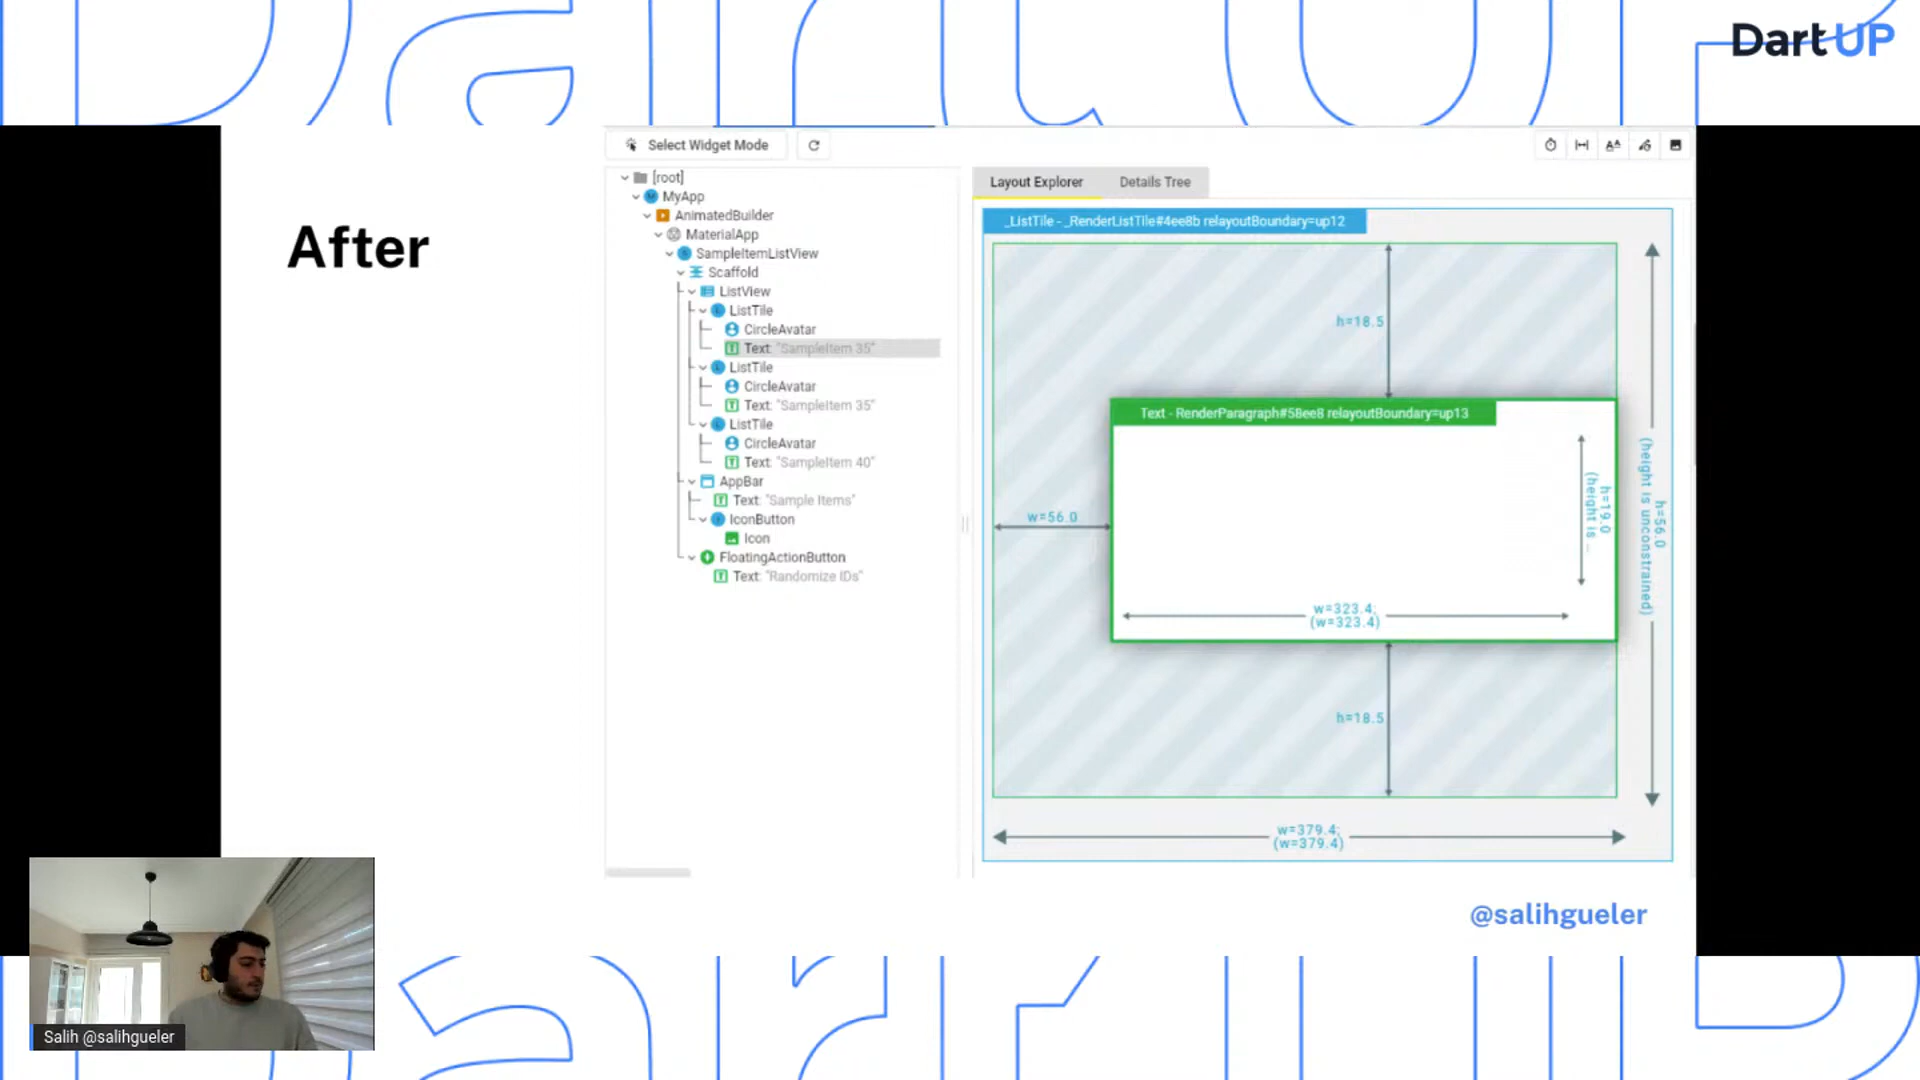 Dart UP
Select Widget Mode
After
[root]
MyApp
AnimatedBuilder
MaterialApp
SampleItemListView
Scaffold
ListView
ListTile
CircleAvatar
Text: "SampleItem 35"
ListTile
CircleAvatar
Text: "SampleItem 35"
ListTile
CircleAvatar
Text: "SampleItem 40"
AppBar
Text: "Sample Items"
IconButton
Icon
FloatingActionButton
Text: "Randomize IDs"
Layout Explorer
Details Tree
_ListTile - _RenderListTile#4ee8b relayoutBoundary=up12
h=18.5
Text - RenderParagraph#58ee8 relayoutBoundary=up13
w=56.0
h=19.0
(height is ...
h=56.0
(height is unconstrained)
w=323.4;
(w=323.4)
h=18.5
w=379.4;
(w=379.4)
@salihgueler
Salih @salihgueler